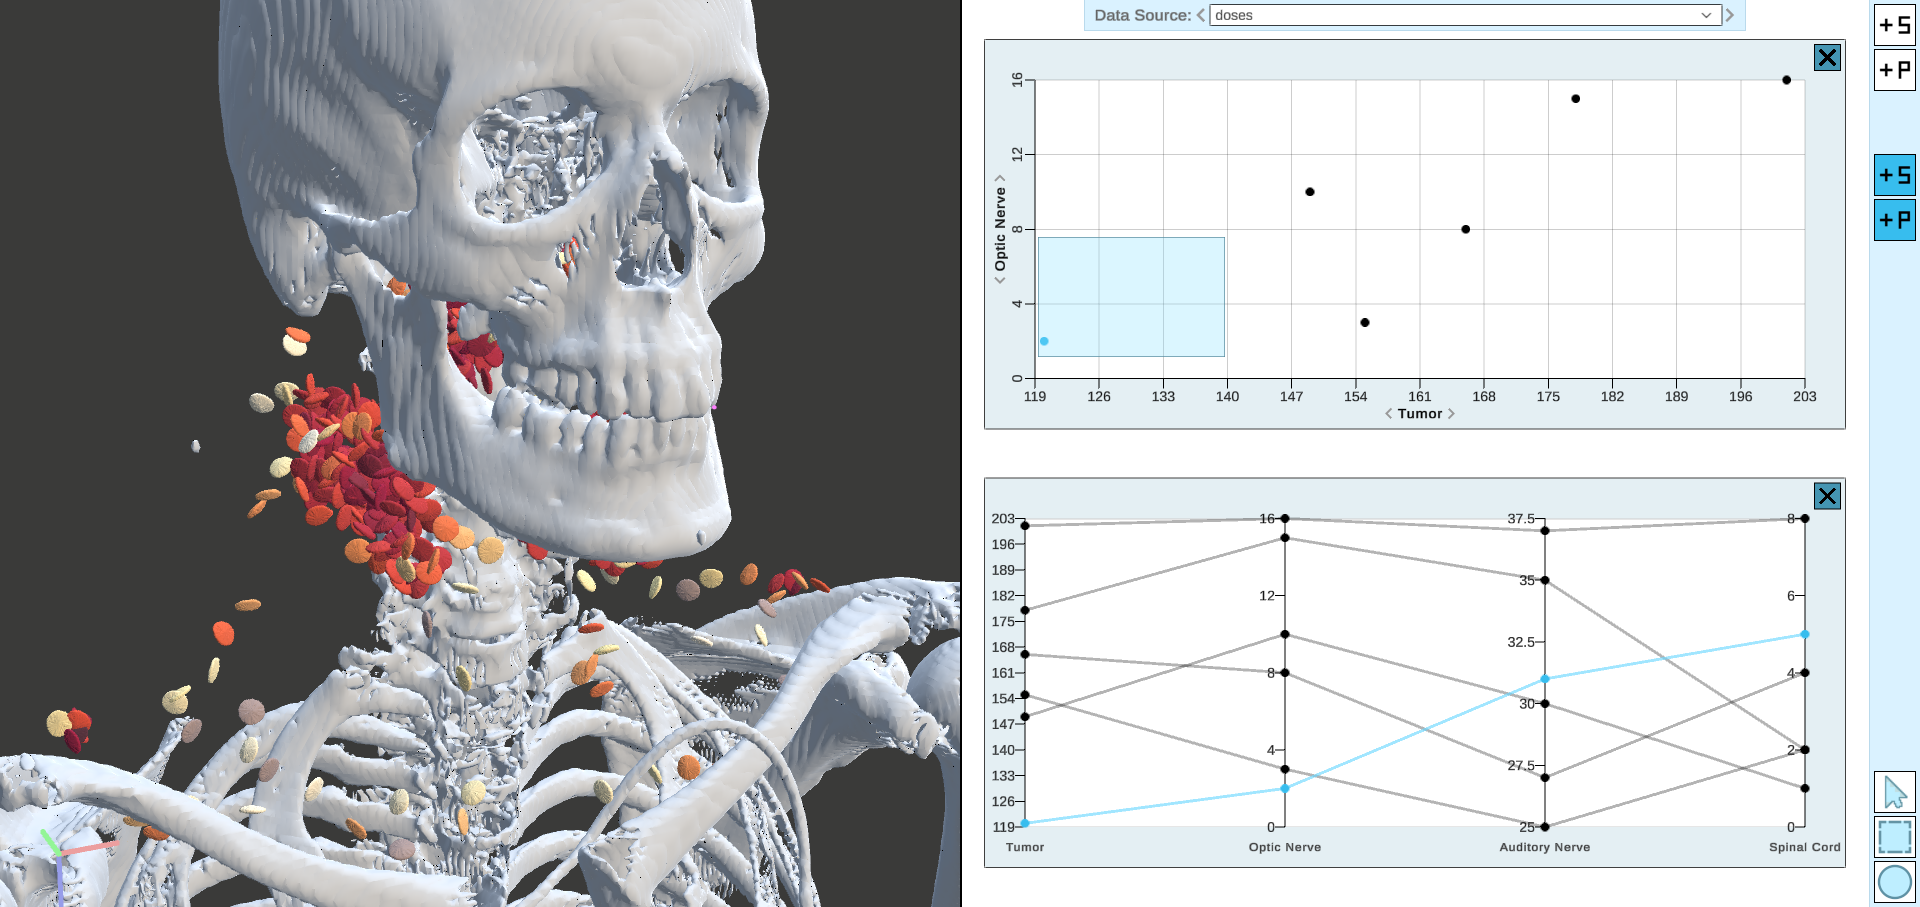 Data Source: < doses >
+S
+P
+S
+P
16
12
8
4
0
< Optic Nerve >
119 126 133 140 147 154 161 168 175 182 189 196 203
< Tumor >
203 16 37.5 8
196
189
35
182 12 6
175
168 32.5
161 8 4
154 30
147
140 4 2
133 27.5
126
119 0 25 0
Tumor Optic Nerve Auditory Nerve Spinal Cord